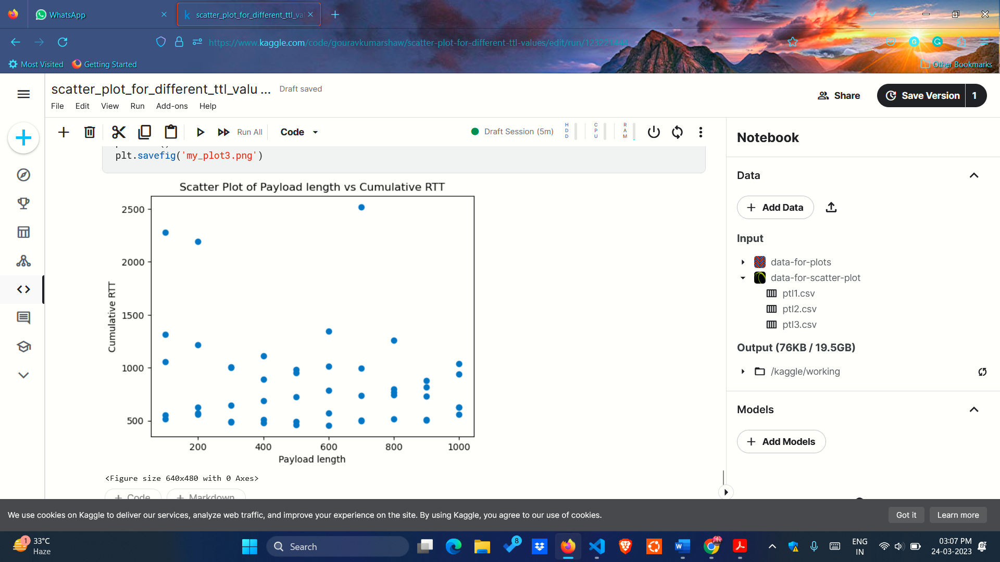 WhatsApp
scatter_plot_for_different_ttl_va
https://www.kaggle.com/code/gouravkumarshaw/scatter-plot-for-different-ttl-values/edit/run/123221444
Most Visited
Getting Started
Other Bookmarks
scatter_plot_for_different_ttl_valu ...
Draft saved
File Edit View Run Add-ons Help
Share
Save Version 1
Run All
Code
Draft Session (5m)
HDD
CPU
RAM
plt.savefig('my_plot3.png')
Scatter Plot of Payload length vs Cumulative RTT
2500
2000
1500
1000
500
Cumulative RTT
200 400 600 800 1000
Payload length
<Figure size 640x480 with 0 Axes>
+ Code
+ Markdown
Notebook
Data
+ Add Data
Input
data-for-plots
data-for-scatter-plot
ptl1.csv
ptl2.csv
ptl3.csv
Output (76KB / 19.5GB)
/kaggle/working
Models
+ Add Models
We use cookies on Kaggle to deliver our services, analyze web traffic, and improve your experience on the site. By using Kaggle, you agree to our use of cookies.
Got it
Learn more
1
33°C
Haze
Search
8
ENG
IN
03:07 PM
24-03-2023